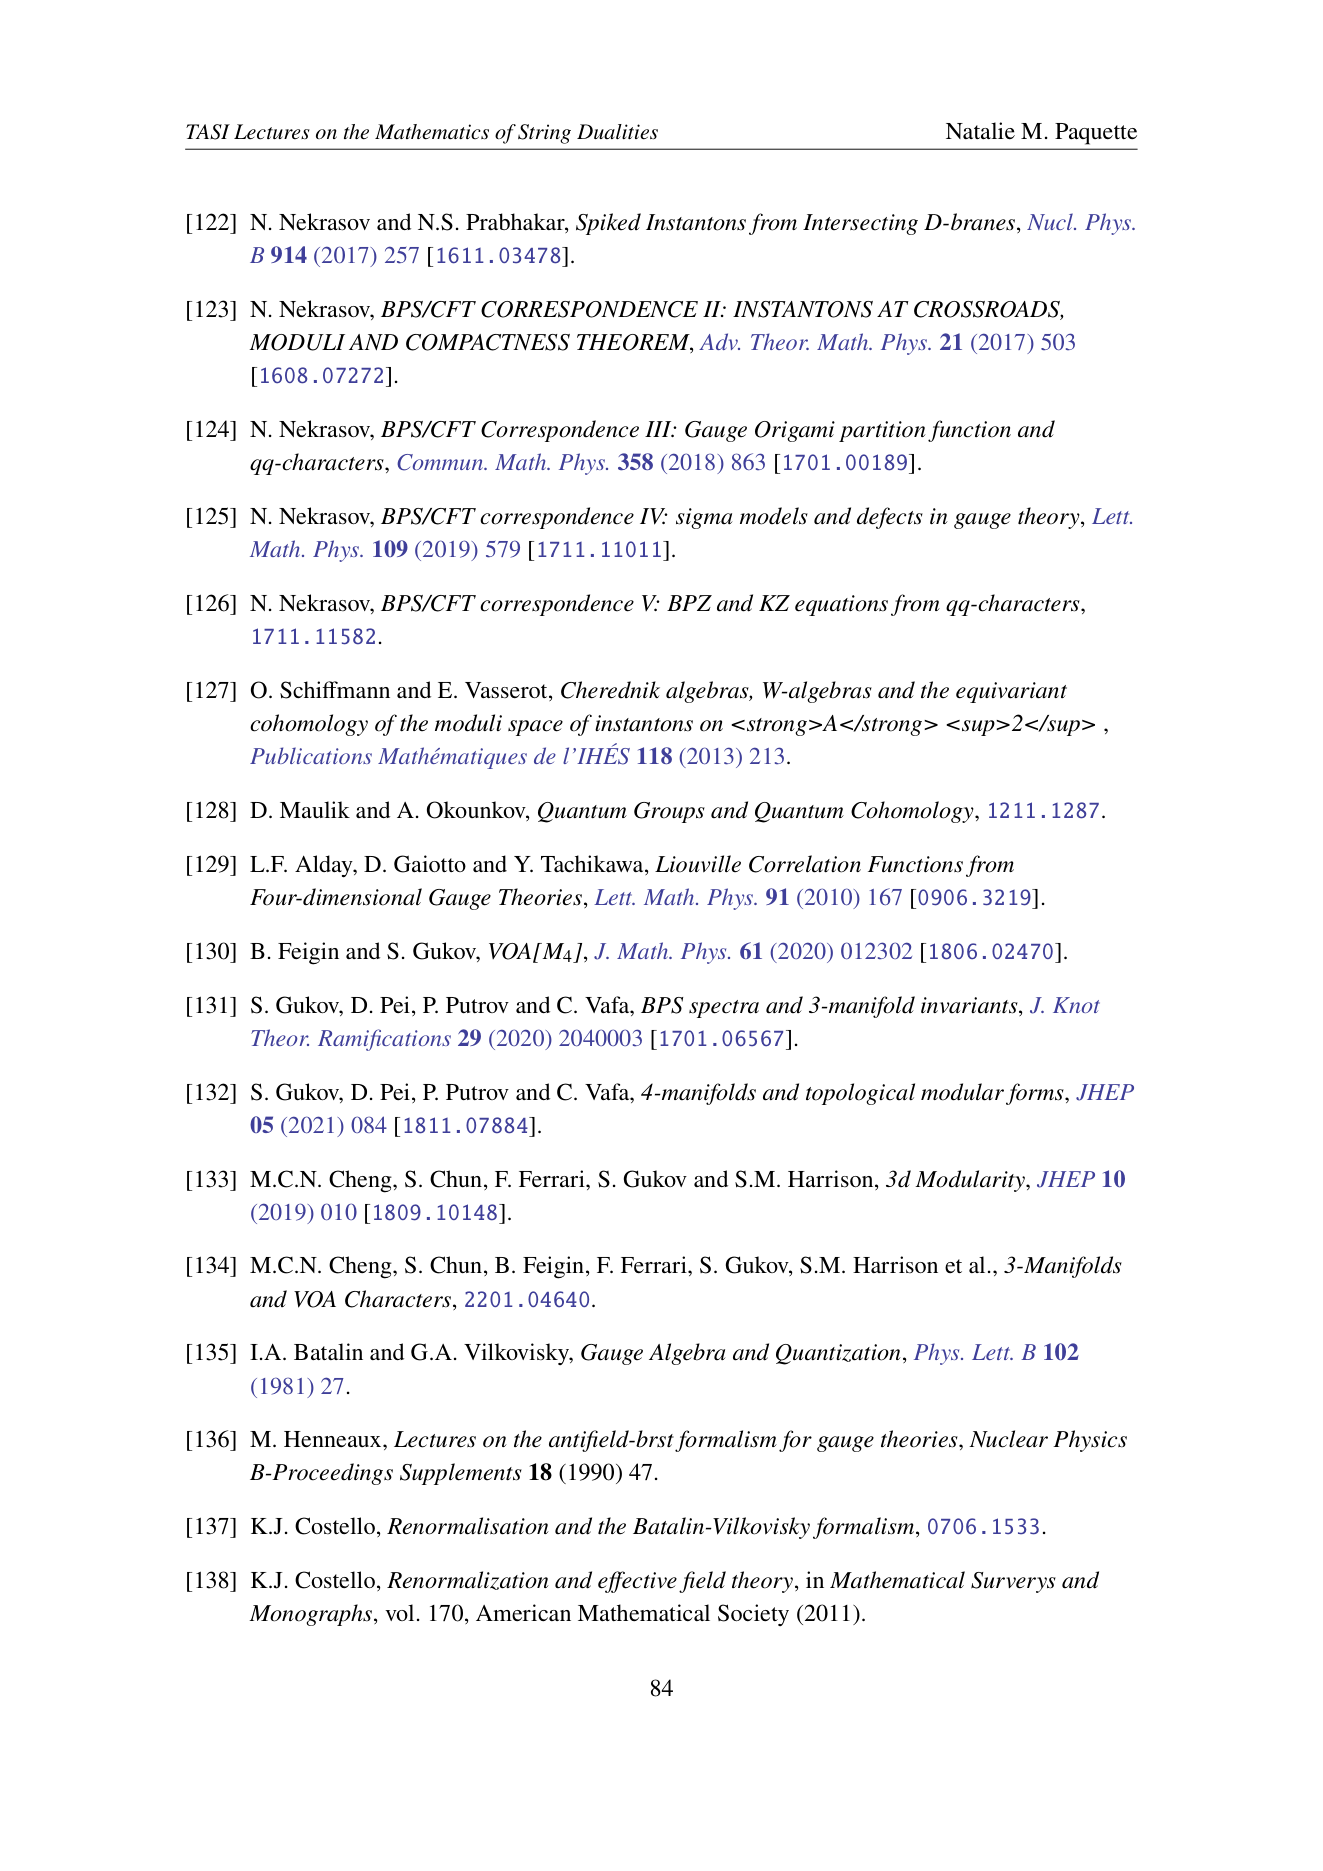 TASI Lectures on the Mathematics of String Dualities Natalie M. Paquette
[122] N. Nekrasov and N.S. Prabhakar, Spiked Instantons from Intersecting D-branes, Nucl. Phys.
B 914 (2017) 257 [1611.03478].
[123] N. Nekrasov, BPS/CFT CORRESPONDENCE II: INSTANTONS AT CROSSROADS,
MODULI AND COMPACTNESS THEOREM, Adv. Theor. Math. Phys. 21 (2017) 503
[1608.07272].
[124] N. Nekrasov, BPS/CFT Correspondence III: Gauge Origami partition function and
qq-characters, Commun. Math. Phys. 358 (2018) 863 [1701.00189].
[125] N. Nekrasov, BPS/CFT correspondence IV: sigma models and defects in gauge theory, Lett.
Math. Phys. 109 (2019) 579 [1711.11011].
[126] N. Nekrasov, BPS/CFT correspondence V: BPZ and KZ equations from qq-characters,
1711.11582.
[127] O. Schiffmann and E. Vasserot, Cherednik algebras, W-algebras and the equivariant
cohomology of the moduli space of instantons on <strong>A</strong> <sup>2</sup> ,
Publications Mathématiques de l'IHÉS 118 (2013) 213.
[128] D. Maulik and A. Okounkov, Quantum Groups and Quantum Cohomology, 1211.1287.
[129] L.F. Alday, D. Gaiotto and Y. Tachikawa, Liouville Correlation Functions from
Four-dimensional Gauge Theories, Lett. Math. Phys. 91 (2010) 167 [0906.3219].
[130] B. Feigin and S. Gukov, VOA[M4], J. Math. Phys. 61 (2020) 012302 [1806.02470].
[131] S. Gukov, D. Pei, P. Putrov and C. Vafa, BPS spectra and 3-manifold invariants, J. Knot
Theor. Ramifications 29 (2020) 2040003 [1701.06567].
[132] S. Gukov, D. Pei, P. Putrov and C. Vafa, 4-manifolds and topological modular forms, JHEP
05 (2021) 084 [1811.07884].
[133] M.C.N. Cheng, S. Chun, F. Ferrari, S. Gukov and S.M. Harrison, 3d Modularity, JHEP 10
(2019) 010 [1809.10148].
[134] M.C.N. Cheng, S. Chun, B. Feigin, F. Ferrari, S. Gukov, S.M. Harrison et al., 3-Manifolds
and VOA Characters, 2201.04640.
[135] I.A. Batalin and G.A. Vilkovisky, Gauge Algebra and Quantization, Phys. Lett. B 102
(1981) 27.
[136] M. Henneaux, Lectures on the antifield-brst formalism for gauge theories, Nuclear Physics
B-Proceedings Supplements 18 (1990) 47.
[137] K.J. Costello, Renormalisation and the Batalin-Vilkovisky formalism, 0706.1533.
[138] K.J. Costello, Renormalization and effective field theory, in Mathematical Surverys and
Monographs, vol. 170, American Mathematical Society (2011).
84